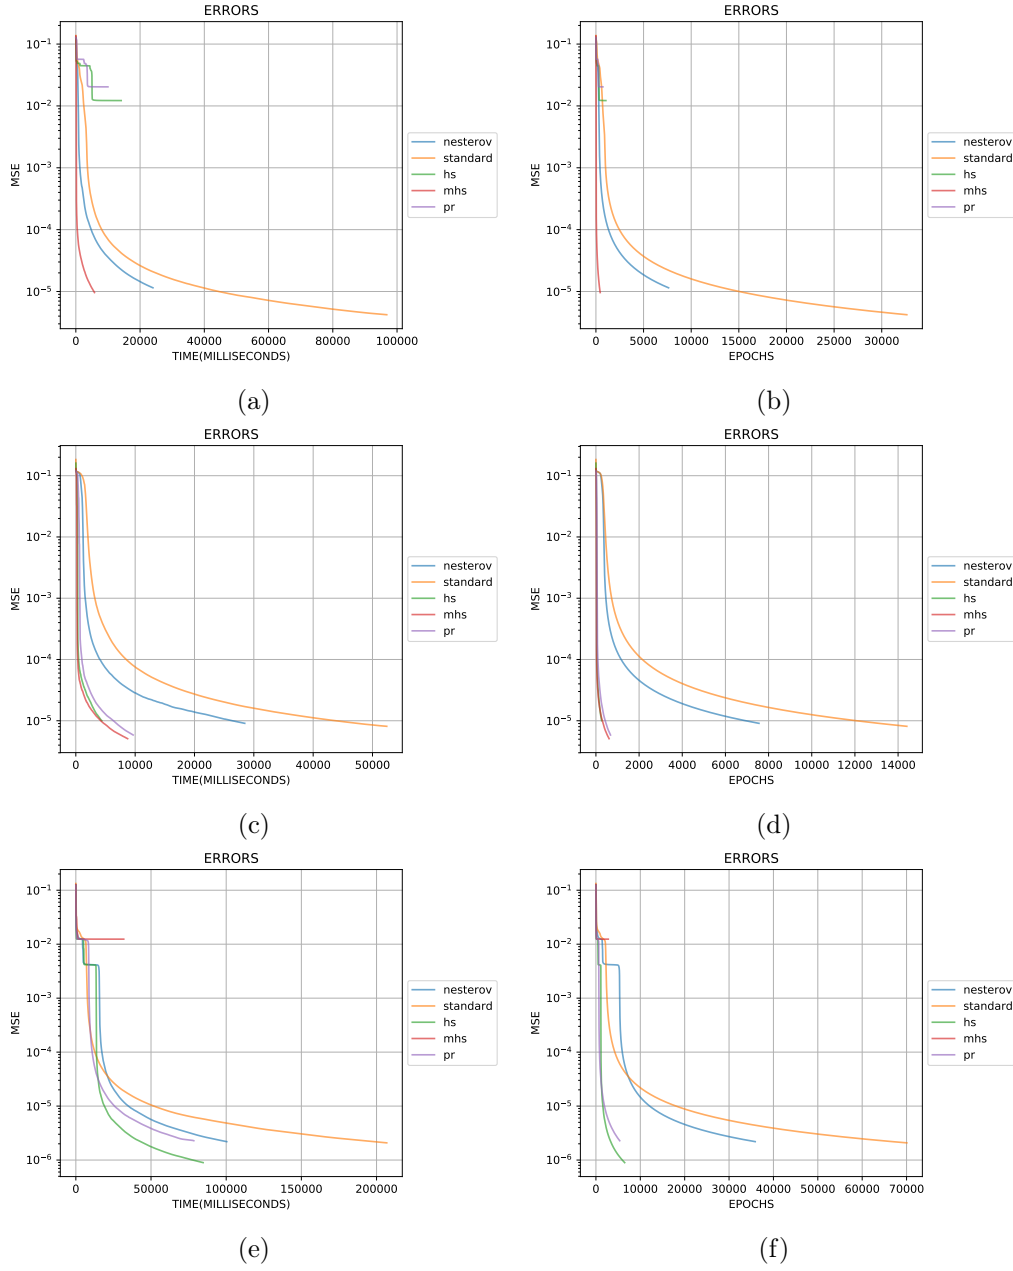 ERRORS
MSE
10⁻¹
10⁻²
10⁻³
10⁻⁴
10⁻⁵
0 20000 40000 60000 80000 100000
TIME(MILLISECONDS)
nesterov
standard
hs
mhs
pr
(a)
ERRORS
MSE
10⁻¹
10⁻²
10⁻³
10⁻⁴
10⁻⁵
0 5000 10000 15000 20000 25000 30000
EPOCHS
nesterov
standard
hs
mhs
pr
(b)
ERRORS
MSE
10⁻¹
10⁻²
10⁻³
10⁻⁴
10⁻⁵
0 10000 20000 30000 40000 50000
TIME(MILLISECONDS)
nesterov
standard
hs
mhs
pr
(c)
ERRORS
MSE
10⁻¹
10⁻²
10⁻³
10⁻⁴
10⁻⁵
0 2000 4000 6000 8000 10000 12000 14000
EPOCHS
nesterov
standard
hs
mhs
pr
(d)
ERRORS
MSE
10⁻¹
10⁻²
10⁻³
10⁻⁴
10⁻⁵
10⁻⁶
0 50000 100000 150000 200000
TIME(MILLISECONDS)
nesterov
standard
hs
mhs
pr
(e)
ERRORS
MSE
10⁻¹
10⁻²
10⁻³
10⁻⁴
10⁻⁵
10⁻⁶
0 10000 20000 30000 40000 50000 60000 70000
EPOCHS
nesterov
standard
hs
mhs
pr
(f)